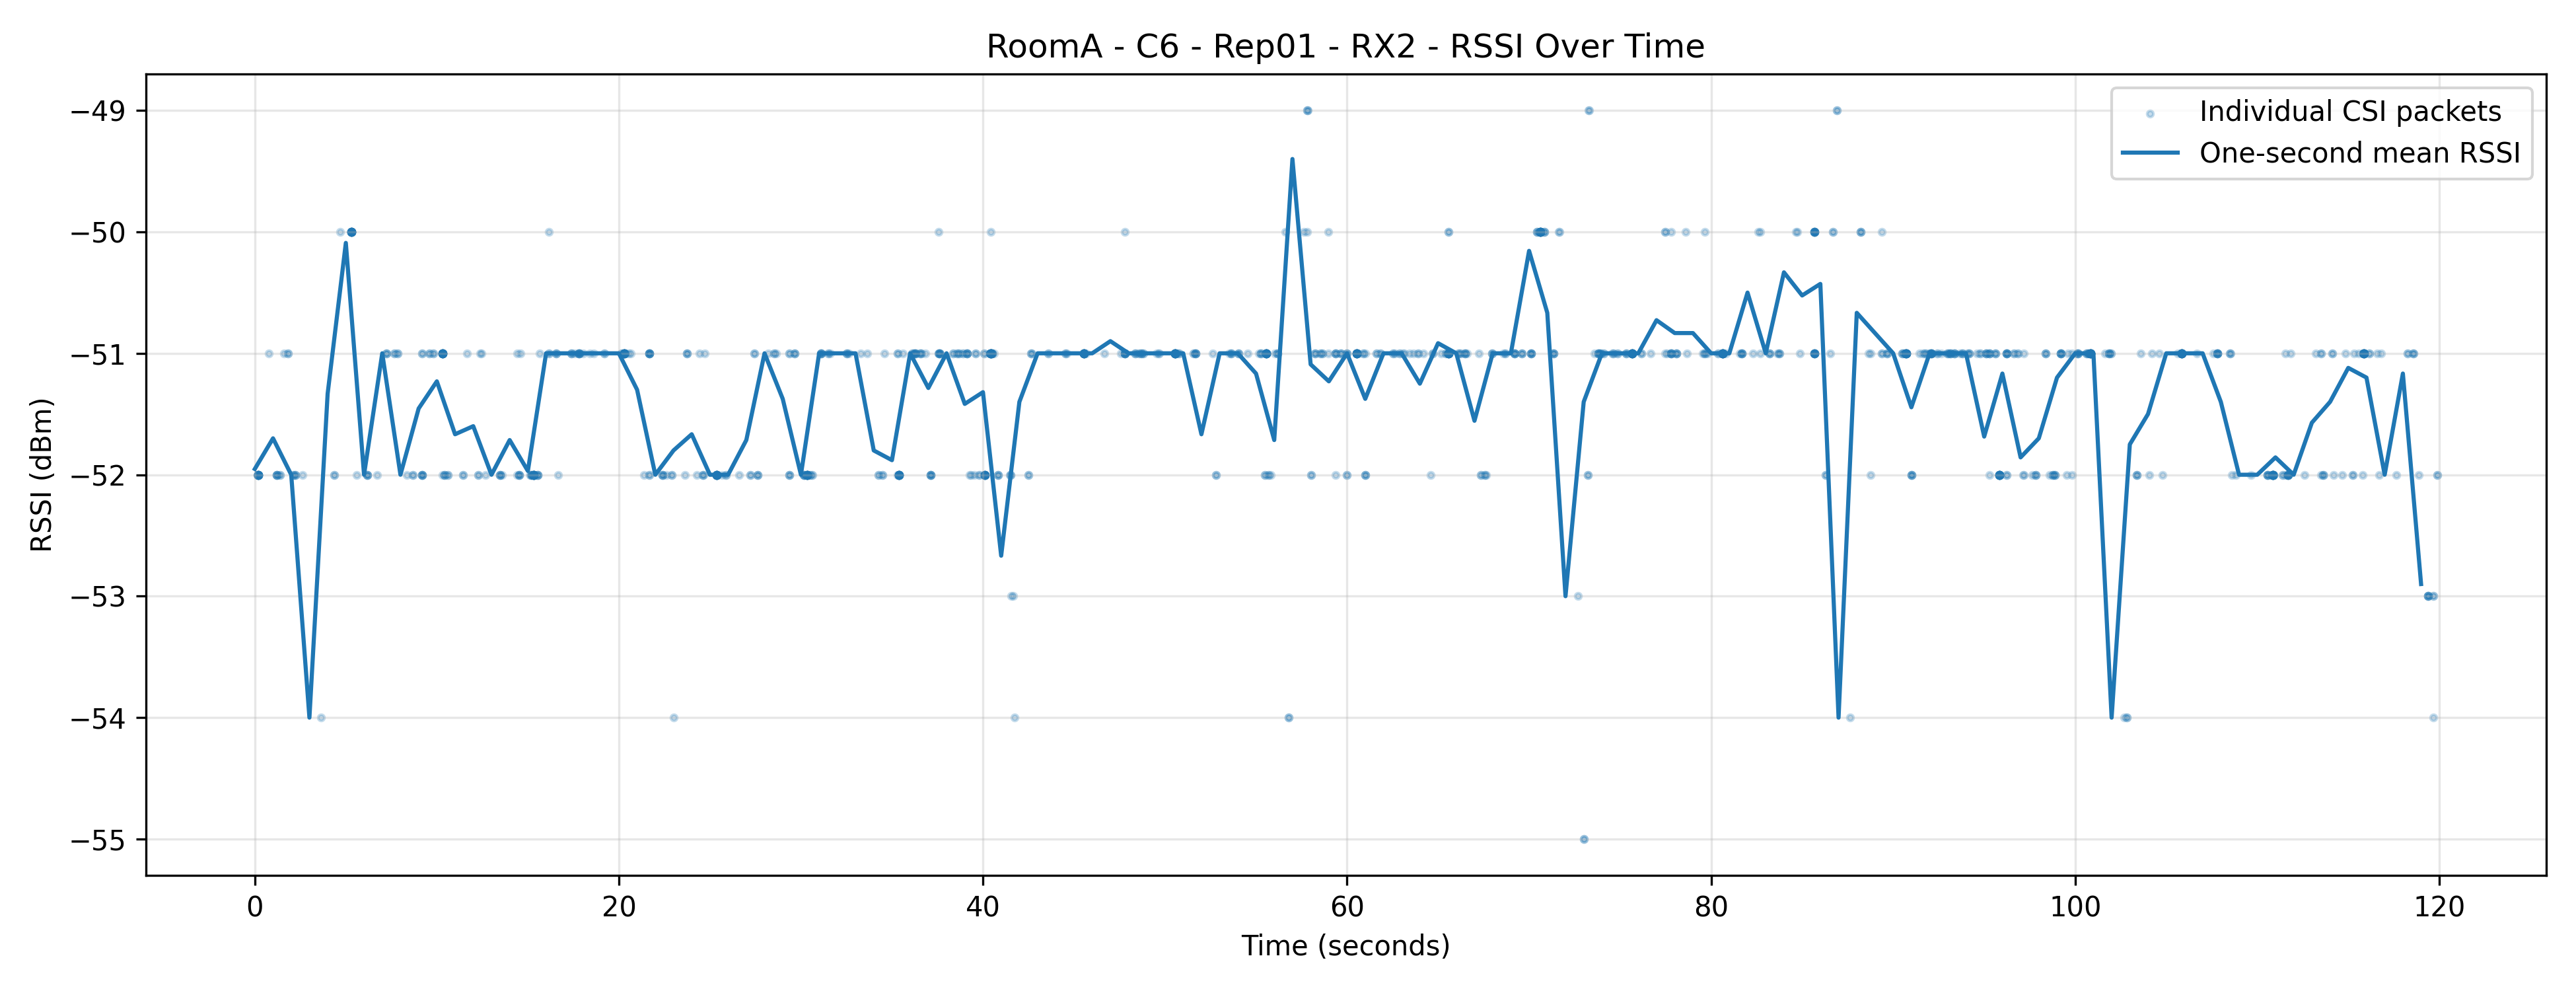 RoomA - C6 - Rep01 - RX2 - RSSI Over Time
Individual CSI packets
One-second mean RSSI
RSSI (dBm)
−49
−50
−51
−52
−53
−54
−55
0 20 40 60 80 100 120
Time (seconds)